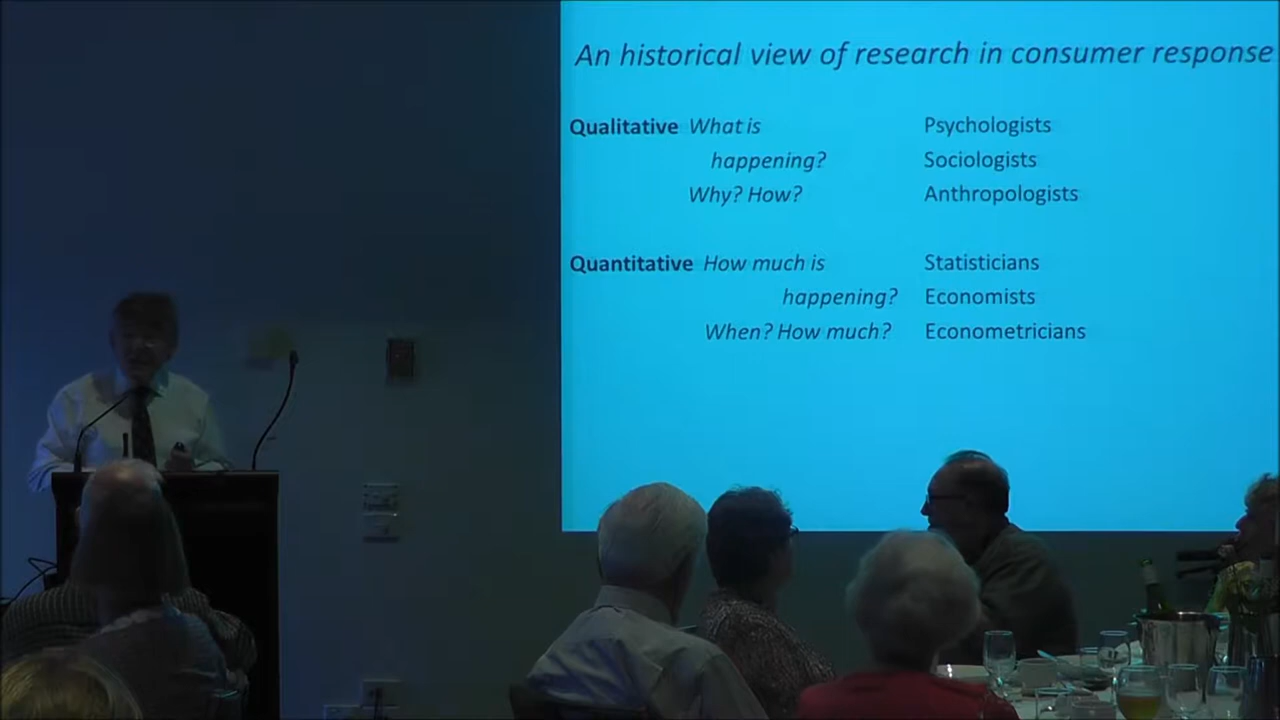 An historical view of research in consumer response
Qualitative What is Psychologists
happening? Sociologists
Why? How? Anthropologists
Quantitative How much is Statisticians
happening? Economists
When? How much? Econometricians